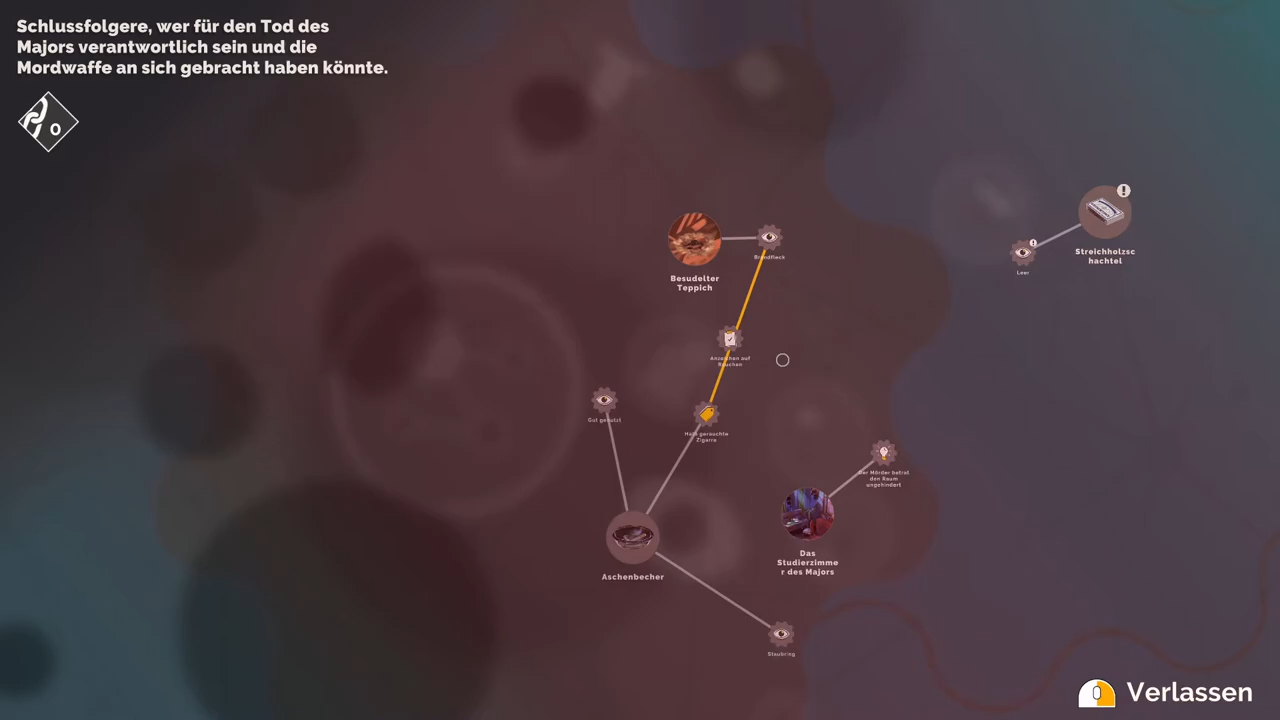 Schlussfolgere, wer für den Tod des
Majors verantwortlich sein und die
Mordwaffe an sich gebracht haben könnte.
0
Besudelter
Teppich
Brandfleck
Leer
Streichholzsc
hachtel
Anzeichen auf
Rauchen
Gut genutzt
Halb gerauchte
Zigarre
Der Mörder betrat
den Raum
ungehindert
Das
Studierzimme
r des Majors
Aschenbecher
Staubring
Verlassen